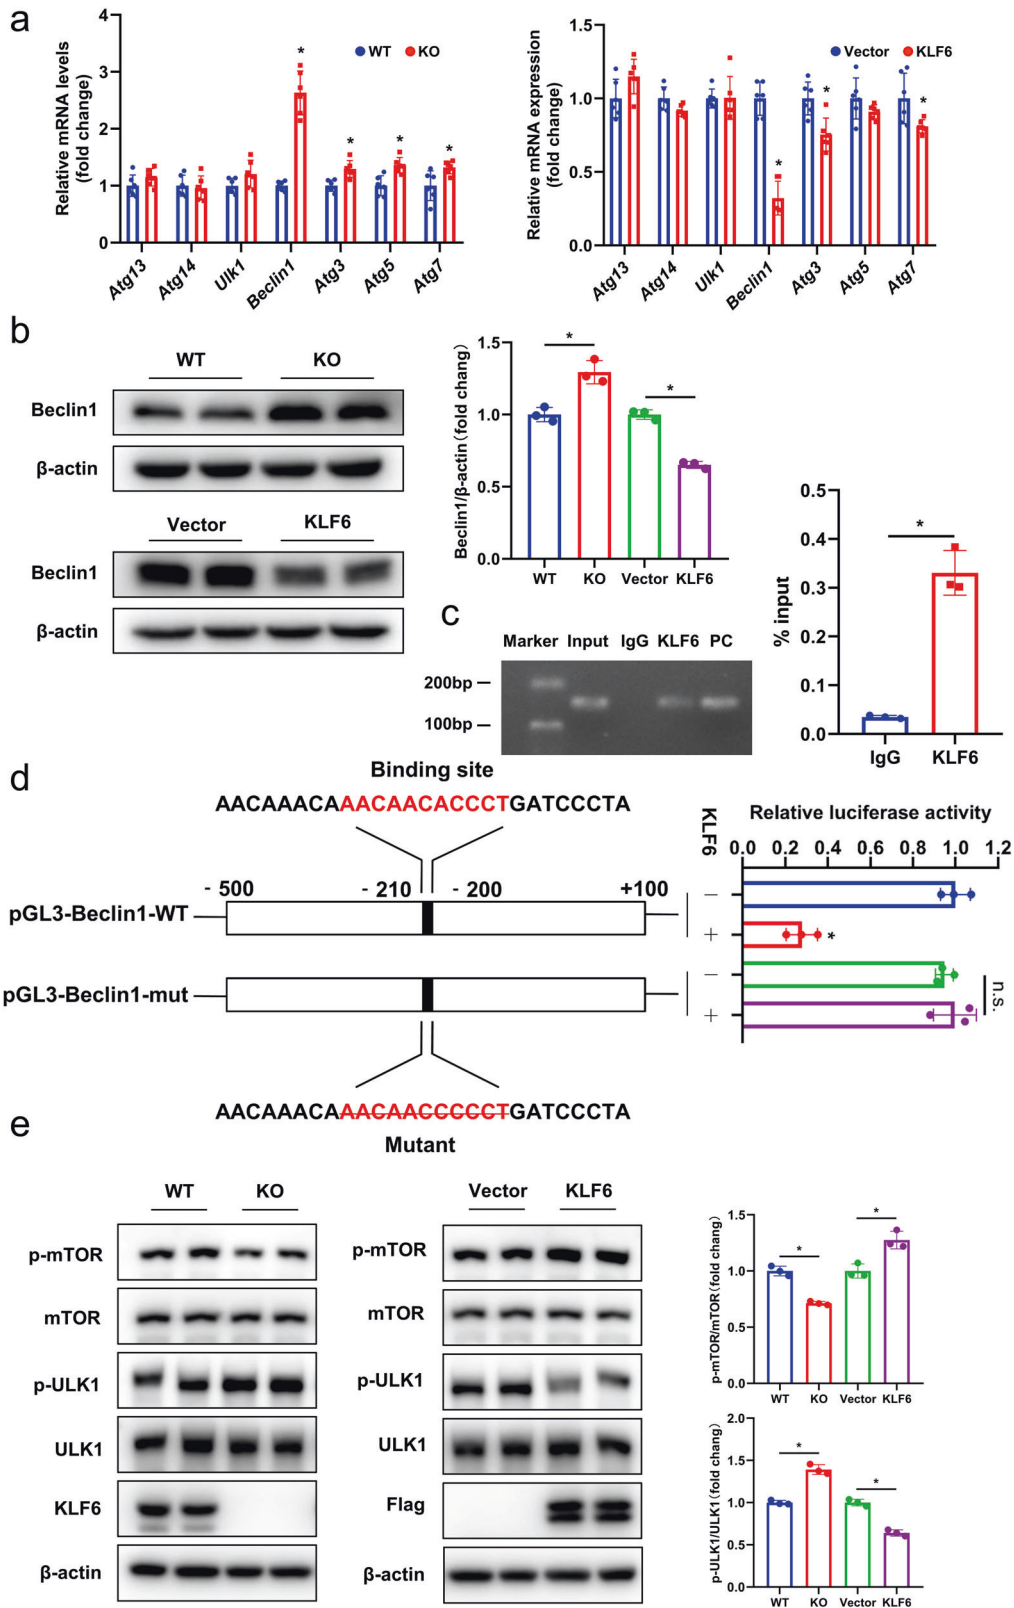 a
Relative mRNA levels
(fold change)
4
3
2
1
0
WT
KO
*
*
*
*
Atg13
Atg14
Ulk1
Beclin1
Atg3
Atg5
Atg7
Relative mRNA expression
(fold change)
1.5
1.0
0.5
0.0
Vector
KLF6
*
*
*
Atg13
Atg14
Ulk1
Beclin1
Atg3
Atg5
Atg7
b
WT KO
Beclin1
β-actin
Vector KLF6
Beclin1
β-actin
Beclin1/β-actin(fold chang)
1.5
1.0
0.5
0.0
*
*
WT KO Vector KLF6
c
Marker Input IgG KLF6 PC
200bp
100bp
% input
0.5
0.4
0.3
0.2
0.1
0.0
*
IgG KLF6
d
Binding site
AACAAACAAACAACACCCTGATCCCTA
- 500 - 210 - 200 +100
pGL3-Beclin1-WT
pGL3-Beclin1-mut
AACAAACAAACAACCCCCTGATCCCTA
Mutant
KLF6
Relative luciferase activity
0.0 0.2 0.4 0.6 0.8 1.0 1.2
−
+
*
−
+
n.s.
e
WT KO
p-mTOR
mTOR
p-ULK1
ULK1
KLF6
β-actin
Vector KLF6
p-mTOR
mTOR
p-ULK1
ULK1
Flag
β-actin
p-mTOR/mTOR(fold chang)
1.5
1.0
0.5
0.0
*
*
WT KO Vector KLF6
p-ULK1/ULK1(fold chang)
2.0
1.5
1.0
0.5
0.0
*
*
WT KO Vector KLF6